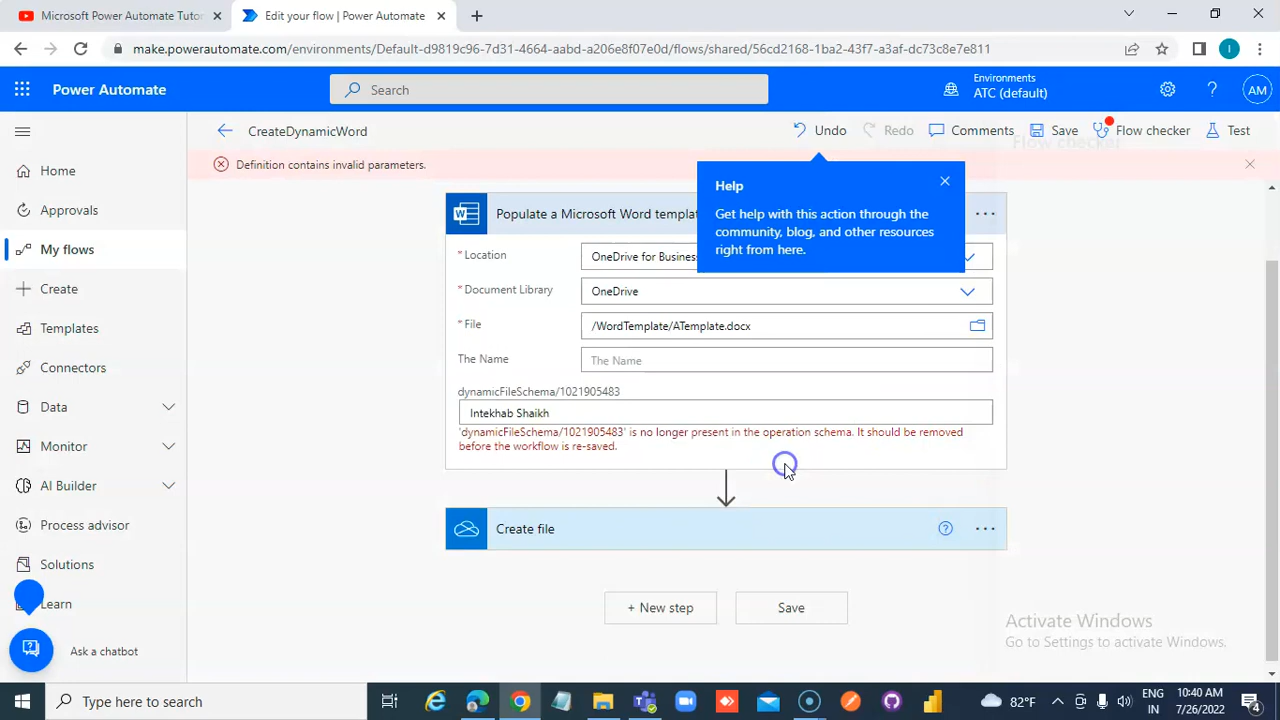 Microsoft Power Automate Tutor
Edit your flow | Power Automate
make.powerautomate.com/environments/Default-d9819c96-7d31-4664-aabd-a206e8f07e0d/flows/shared/56cd2168-1ba2-43f7-a3af-dc73c8e7e811
I
Power Automate
Search
Environments
ATC (default)
AM
CreateDynamicWord
Undo
Redo
Comments
Save
Flow checker
Test
Flow checker
Definition contains invalid parameters.
Home
Approvals
My flows
Create
Templates
Connectors
Data
Monitor
AI Builder
Process advisor
Solutions
Learn
Ask a chatbot
Populate a Microsoft Word templat
Help
Get help with this action through the
community, blog, and other resources
right from here.
* Location
OneDrive for Busines
* Document Library
OneDrive
* File
/WordTemplate/ATemplate.docx
The Name
The Name
dynamicFileSchema/1021905483
Intekhab Shaikh
'dynamicFileSchema/1021905483' is no longer present in the operation schema. It should be removed
before the workflow is re-saved.
Create file
+ New step
Save
Activate Windows
Go to Settings to activate Windows.
Type here to search
82°F
ENG
IN
10:40 AM
7/26/2022
4